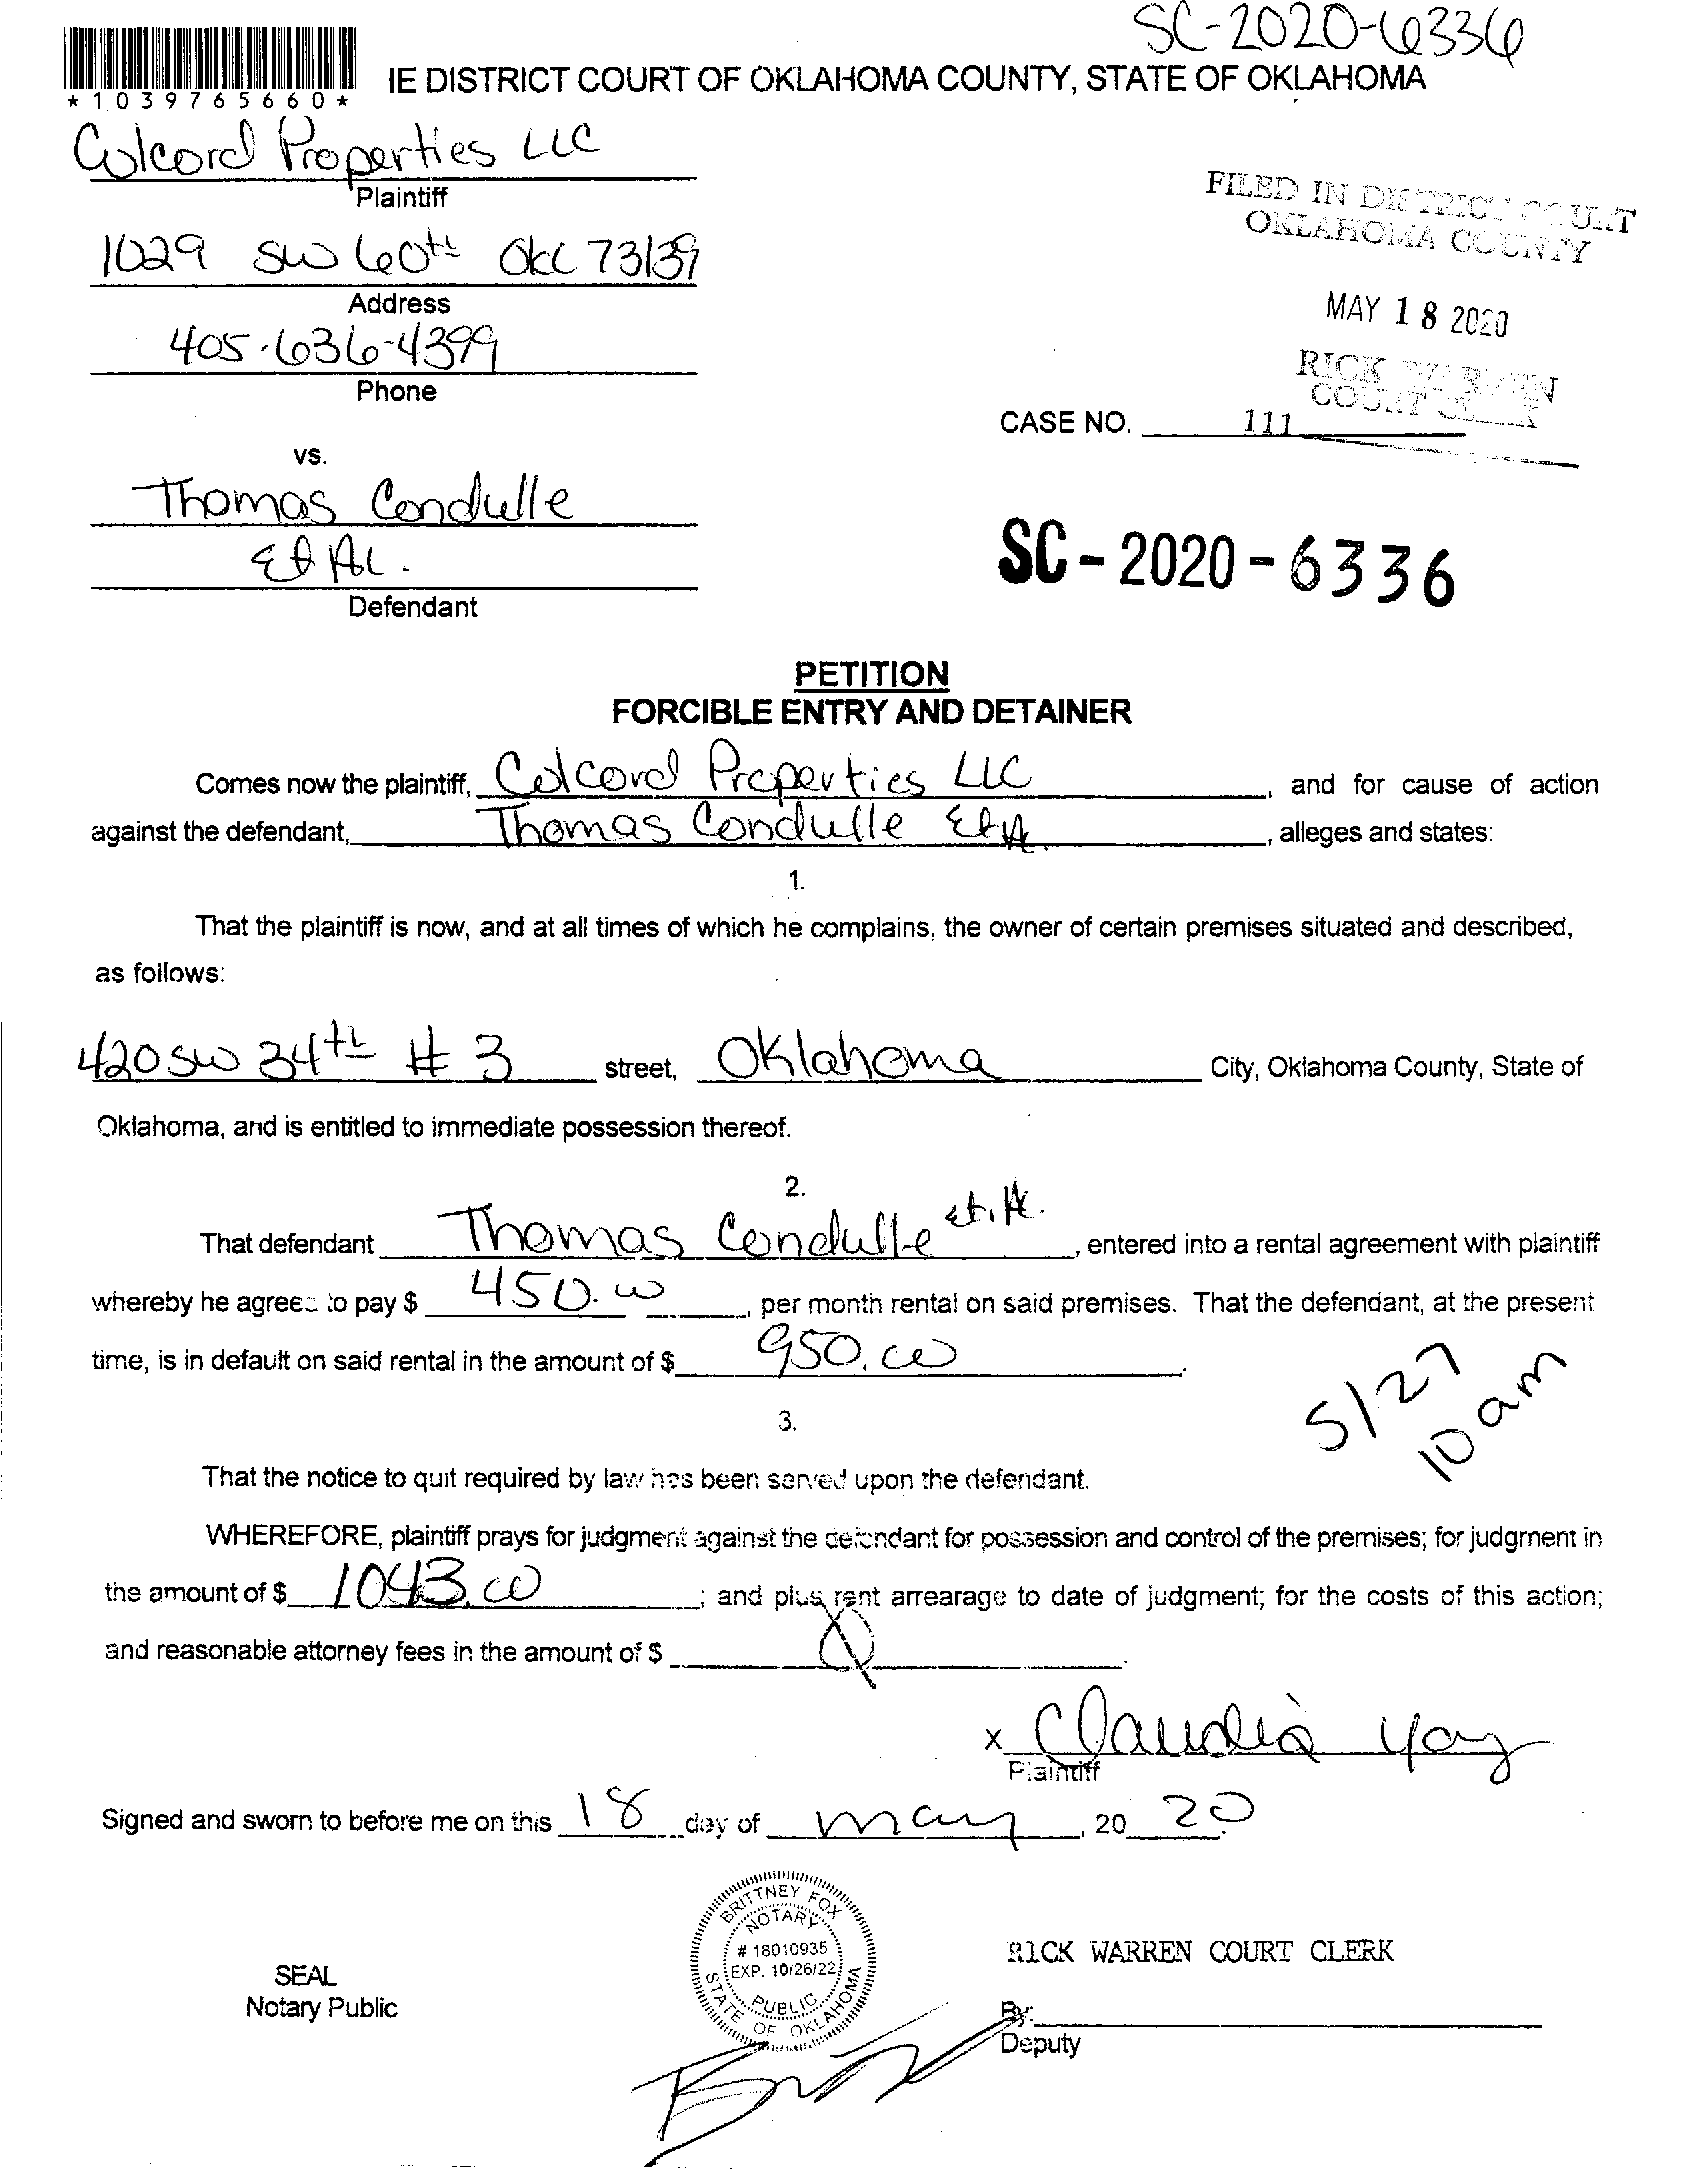 SC-2020-6336
IE DISTRICT COURT OF OKLAHOMA COUNTY, STATE OF OKLAHOMA
*1039765660*
Colcord Properties LLC
Plaintiff
1029 SW 60th OKC 73139
Address
405-636-4399
Phone
FILED IN DISTRICT COURT
OKLAHOMA COUNTY
MAY 18 2020
RICK WARREN
COURT CLERK
CASE NO. 111
vs.
Thomas Condulle
Et Al.
Defendant
SC-2020-6336
PETITION
FORCIBLE ENTRY AND DETAINER
Comes now the plaintiff, Colcord Properties LLC, and for cause of action
against the defendant, Thomas Condulle Et A, alleges and states:
1.
That the plaintiff is now, and at all times of which he complains, the owner of certain premises situated and described,
as follows:
420 SW 34th # 3 street, Oklahoma City, Oklahoma County, State of
Oklahoma, and is entitled to immediate possession thereof.
2.
That defendant Thomas Condulle et. Al., entered into a rental agreement with plaintiff
whereby he agrees to pay $ 450.00, per month rental on said premises. That the defendant, at the present
time, is in default on said rental in the amount of $ 950.00.
5/27
10 am
3.
That the notice to quit required by law has been served upon the defendant.
WHEREFORE, plaintiff prays for judgment against the defendant for possession and control of the premises; for judgment in
the amount of $ 1043.00; and plus rent arrearage to date of judgment; for the costs of this action;
and reasonable attorney fees in the amount of $ 0.
x Claudia Yoy
Plaintiff
Signed and sworn to before me on this 18 day of may, 20 20.
BRITTNEY FOX
NOTARY
# 18010935
EXP. 10/26/22
PUBLIC
STATE OF OKLAHOMA
SEAL
Notary Public
RICK WARREN COURT CLERK
By:
Deputy